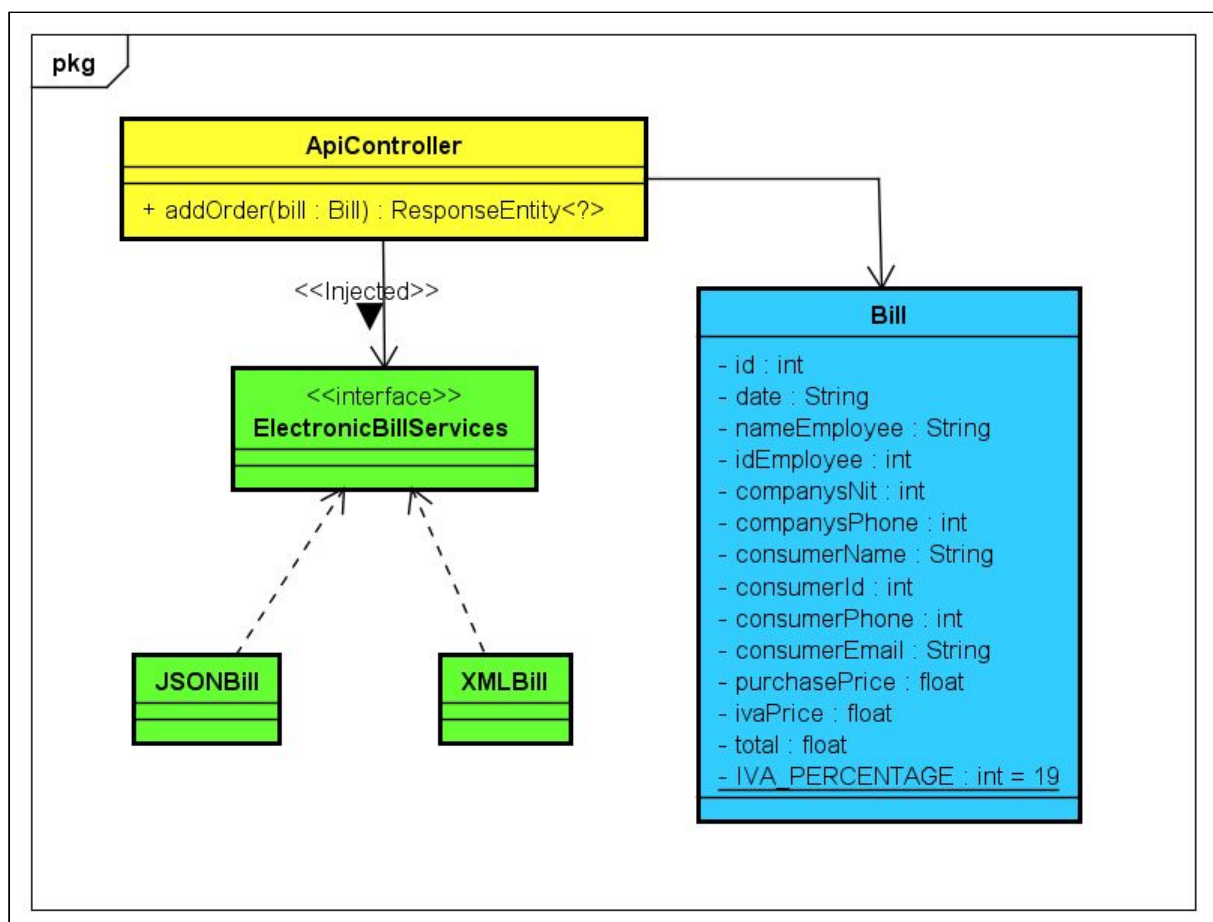 pkg
ApiController
+ addOrder(bill : Bill) : ResponseEntity<?>
<<Injected>>
<<interface>>
ElectronicBillServices
JSONBill
XMLBill
Bill
- id : int
- date : String
- nameEmployee : String
- idEmployee : int
- companysNit : int
- companysPhone : int
- consumerName : String
- consumerId : int
- consumerPhone : int
- consumerEmail : String
- purchasePrice : float
- ivaPrice : float
- total : float
- IVA_PERCENTAGE : int = 19